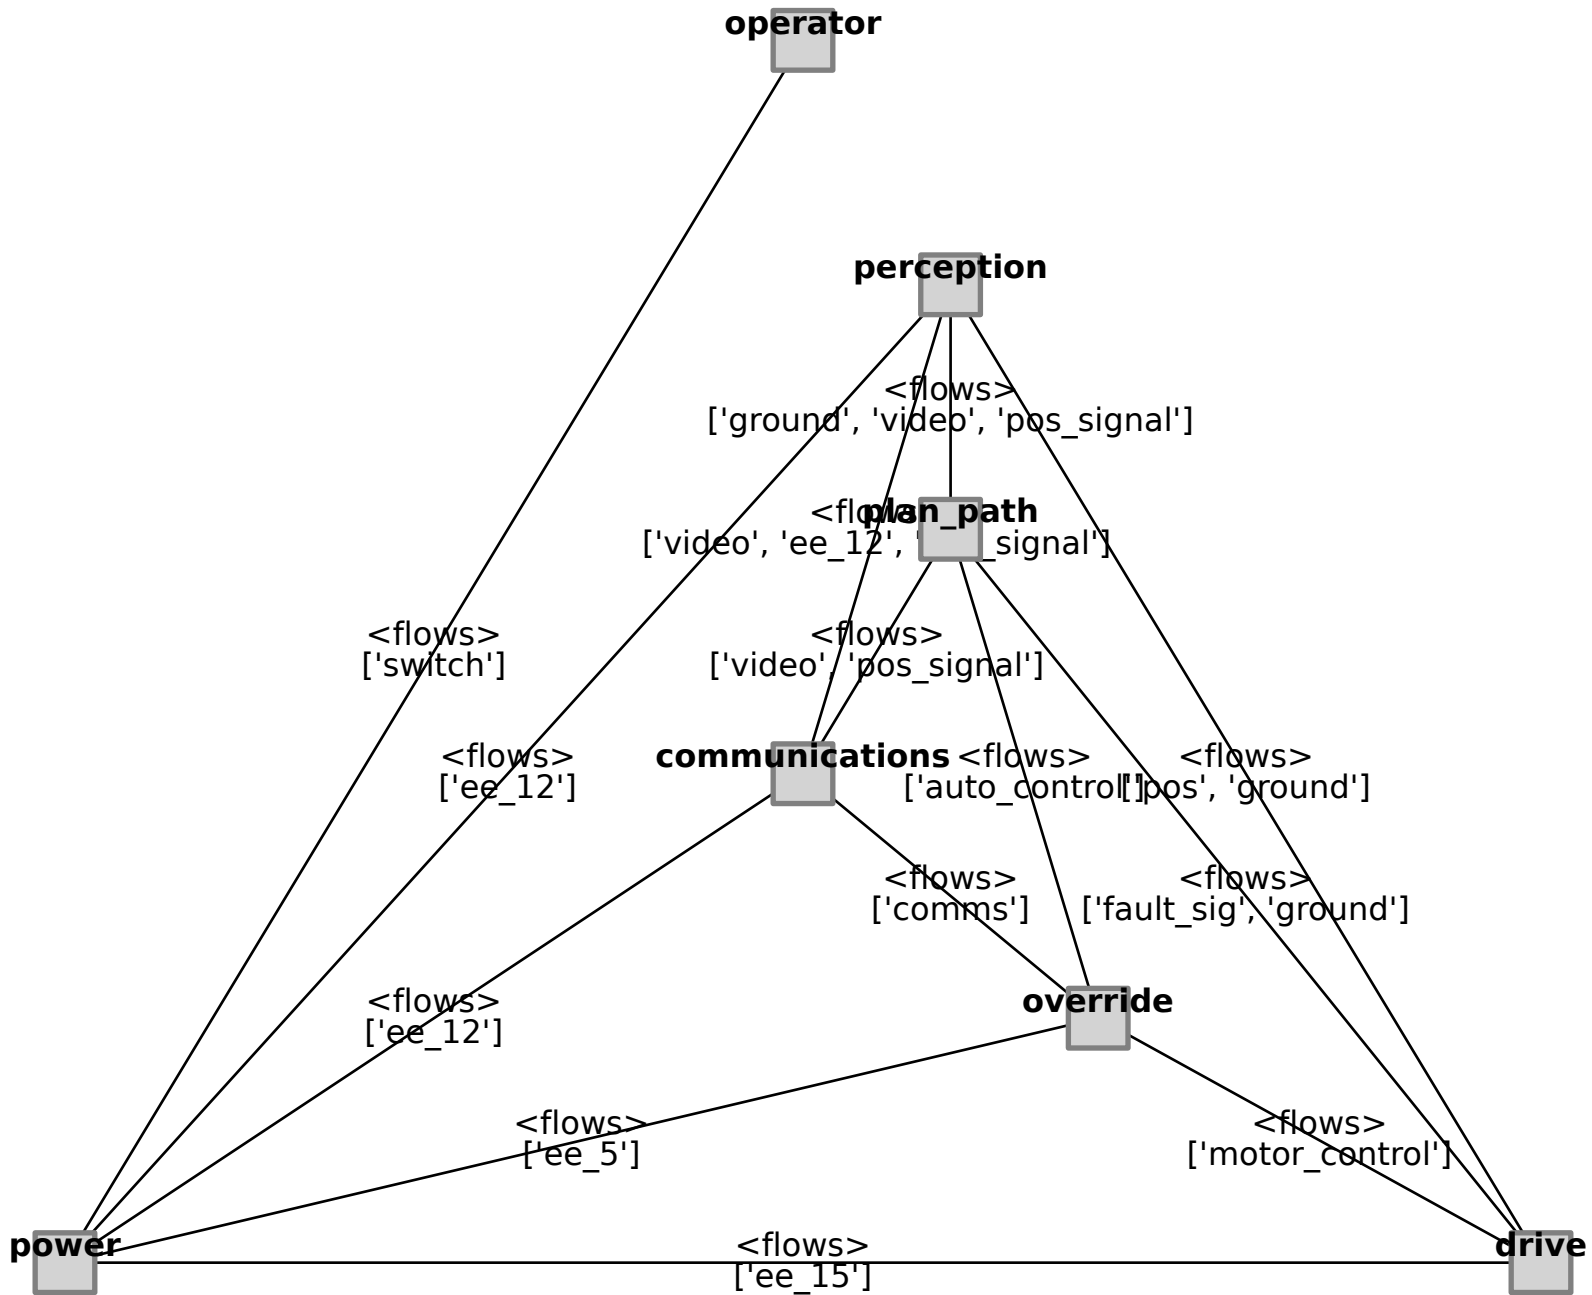 operator
perception
<flows>
['ground', 'video', 'pos_signal']
plan_path
['video', 'ee_12', '
_signal']
<flows>
['switch']
<flows>
['video', 'pos_signal']
communications
<flows>
['ee_12']
<flows>
['auto_control']
<flows>
['pos', 'ground']
<flows>
['comms']
<flows>
['fault_sig', 'ground']
<flows>
['ee_12']
override
<flows>
['ee_5']
<flows>
['motor_control']
power
<flows>
['ee_15']
drive